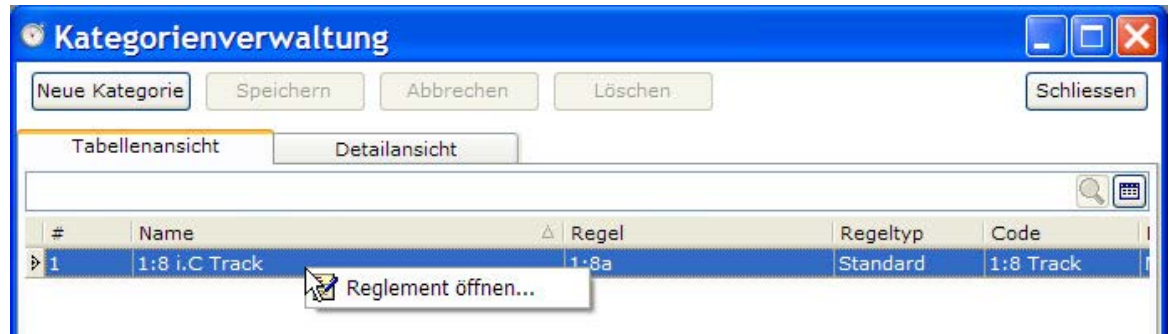 Kategorienverwaltung
Neue Kategorie Speichern Abbrechen Löschen Schliessen
Tabellenansicht Detailansicht
# Name Regel Regeltyp Code
1 1:8 i.C Track 1:8a Standard 1:8 Track
Reglement öffnen...